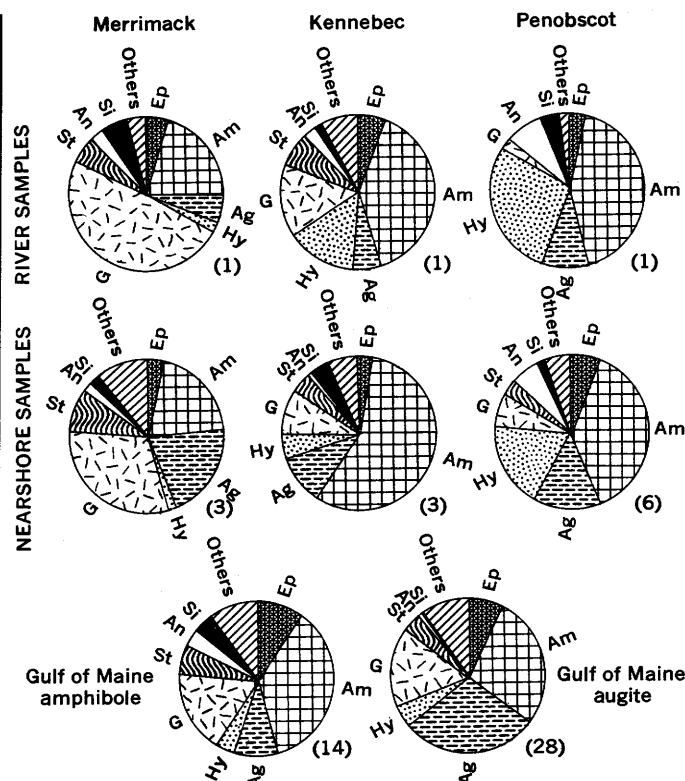 Merrimack
Kennebec
Penobscot
RIVER SAMPLES
Others
Ep
Am
Ag
Hy
G
St
An
Si
(1)
Others
Ep
Am
Ag
Hy
G
St
An
Si
(1)
Others
Ep
Am
Ag
Hy
G
An
Si
(1)
NEARSHORE SAMPLES
Others
Ep
Am
Ag
Hy
G
St
An
Si
(3)
Others
Ep
Am
Ag
Hy
G
St
An
Si
(3)
Others
Ep
Am
Ag
Hy
G
St
An
Si
(6)
Gulf of Maine
amphibole
Others
Ep
Am
Ag
Hy
G
St
An
Si
(14)
Others
Ep
Am
Ag
Hy
G
St
An
Si
(28)
Gulf of Maine
augite